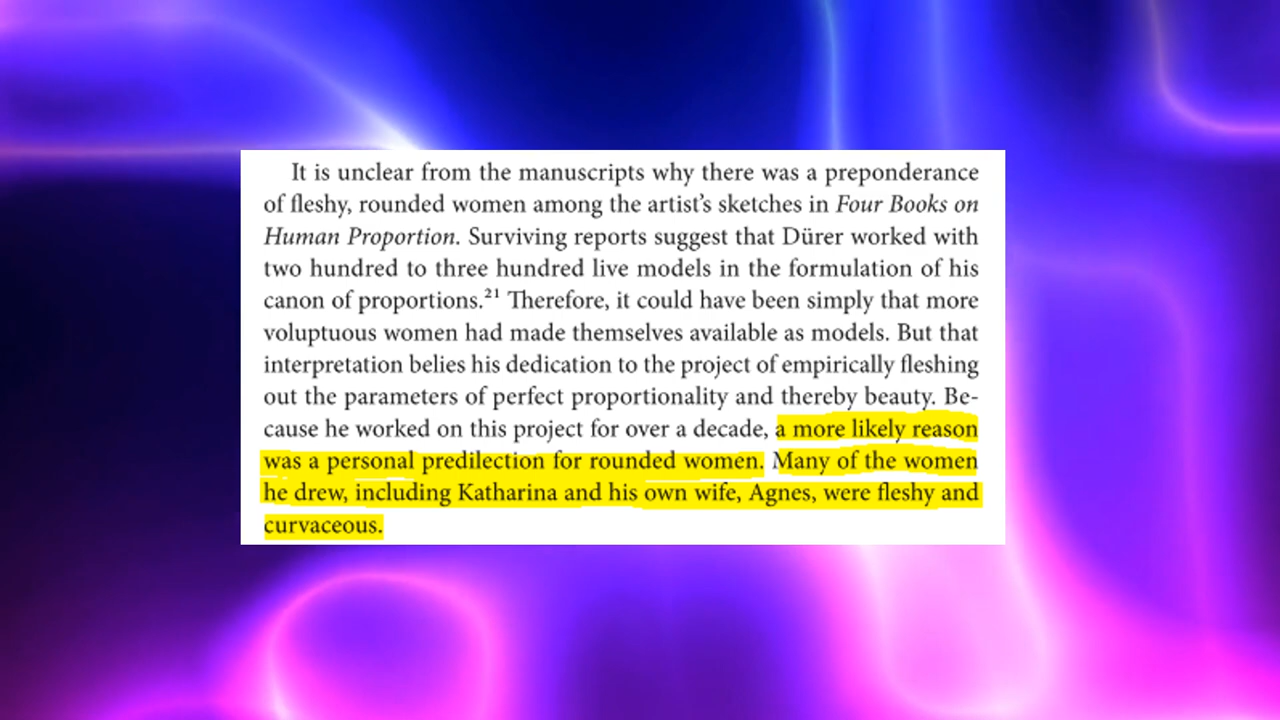 It is unclear from the manuscripts why there was a preponderance
of fleshy, rounded women among the artist’s sketches in Four Books on
Human Proportion. Surviving reports suggest that Dürer worked with
two hundred to three hundred live models in the formulation of his
canon of proportions.²¹ Therefore, it could have been simply that more
voluptuous women had made themselves available as models. But that
interpretation belies his dedication to the project of empirically fleshing
out the parameters of perfect proportionality and thereby beauty. Be-
cause he worked on this project for over a decade, a more likely reason
was a personal predilection for rounded women. Many of the women
he drew, including Katharina and his own wife, Agnes, were fleshy and
curvaceous.